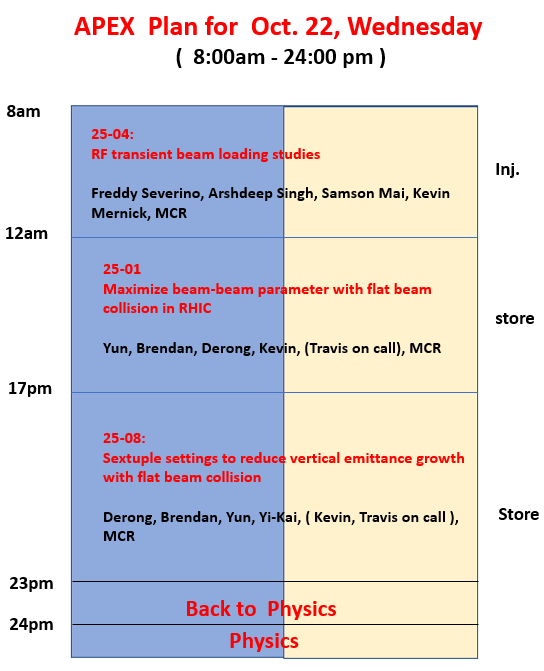 APEX Plan for Oct. 22, Wednesday
( 8:00am - 24:00 pm )
8am
25-04:
RF transient beam loading studies
Freddy Severino, Arshdeep Singh, Samson Mai, Kevin
Mernick, MCR
Inj.
12am
25-01
Maximize beam-beam parameter with flat beam
collision in RHIC
Yun, Brendan, Derong, Kevin, (Travis on call), MCR
store
17pm
25-08:
Sextuple settings to reduce vertical emittance growth
with flat beam collision
Derong, Brendan, Yun, Yi-Kai, ( Kevin, Travis on call ),
MCR
Store
23pm
Back to Physics
24pm
Physics